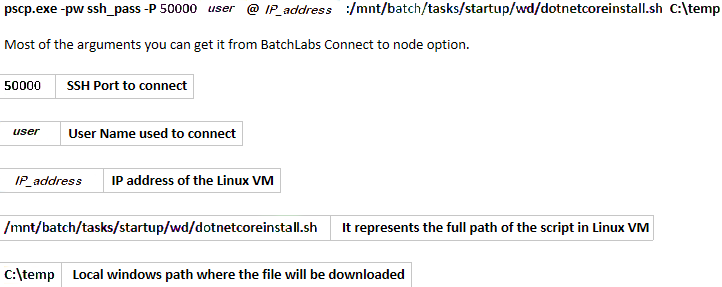 pscp.exe -pw ssh_pass -P 50000 user @ IP_address :/mnt/batch/tasks/startup/wd/dotnetcoreinstall.sh C:\temp
Most of the arguments you can get it from BatchLabs Connect to node option.
50000 SSH Port to connect
user User Name used to connect
IP_address IP address of the Linux VM
/mnt/batch/tasks/startup/wd/dotnetcoreinstall.sh It represents the full path of the script in Linux VM
C:\temp Local windows path where the file will be downloaded